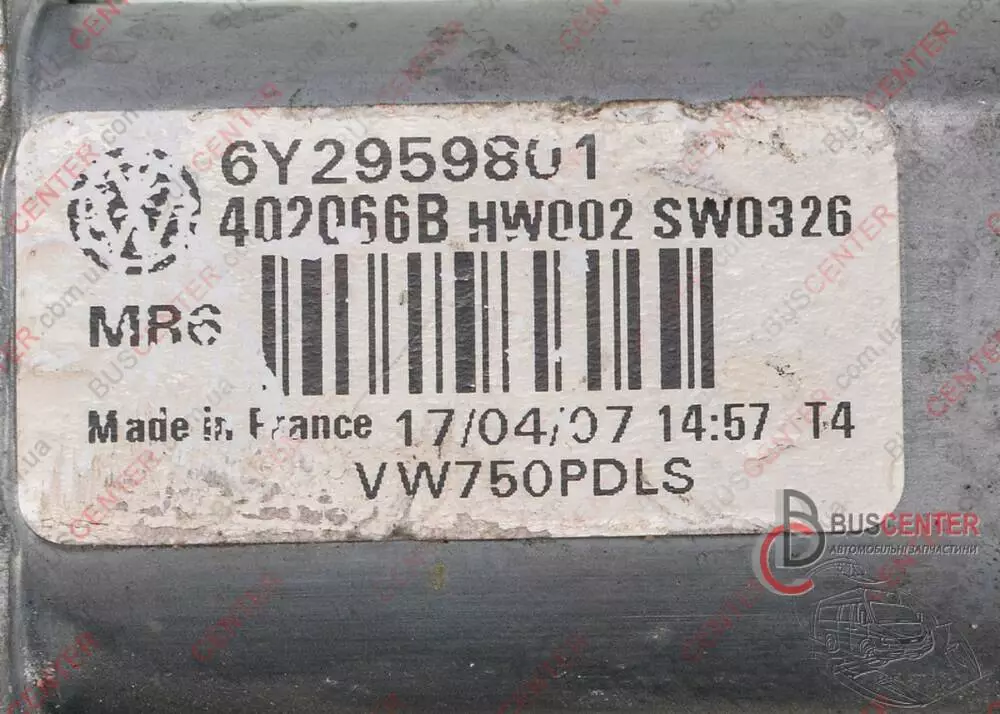 6Y2959801
402066B HW002 SW0326
MR6
Made in France 17/04/07 14:57 T4
VW750PDLS
BUSCENTER
АВТОМОБІЛЬНІ ЗАПЧАСТИНИ